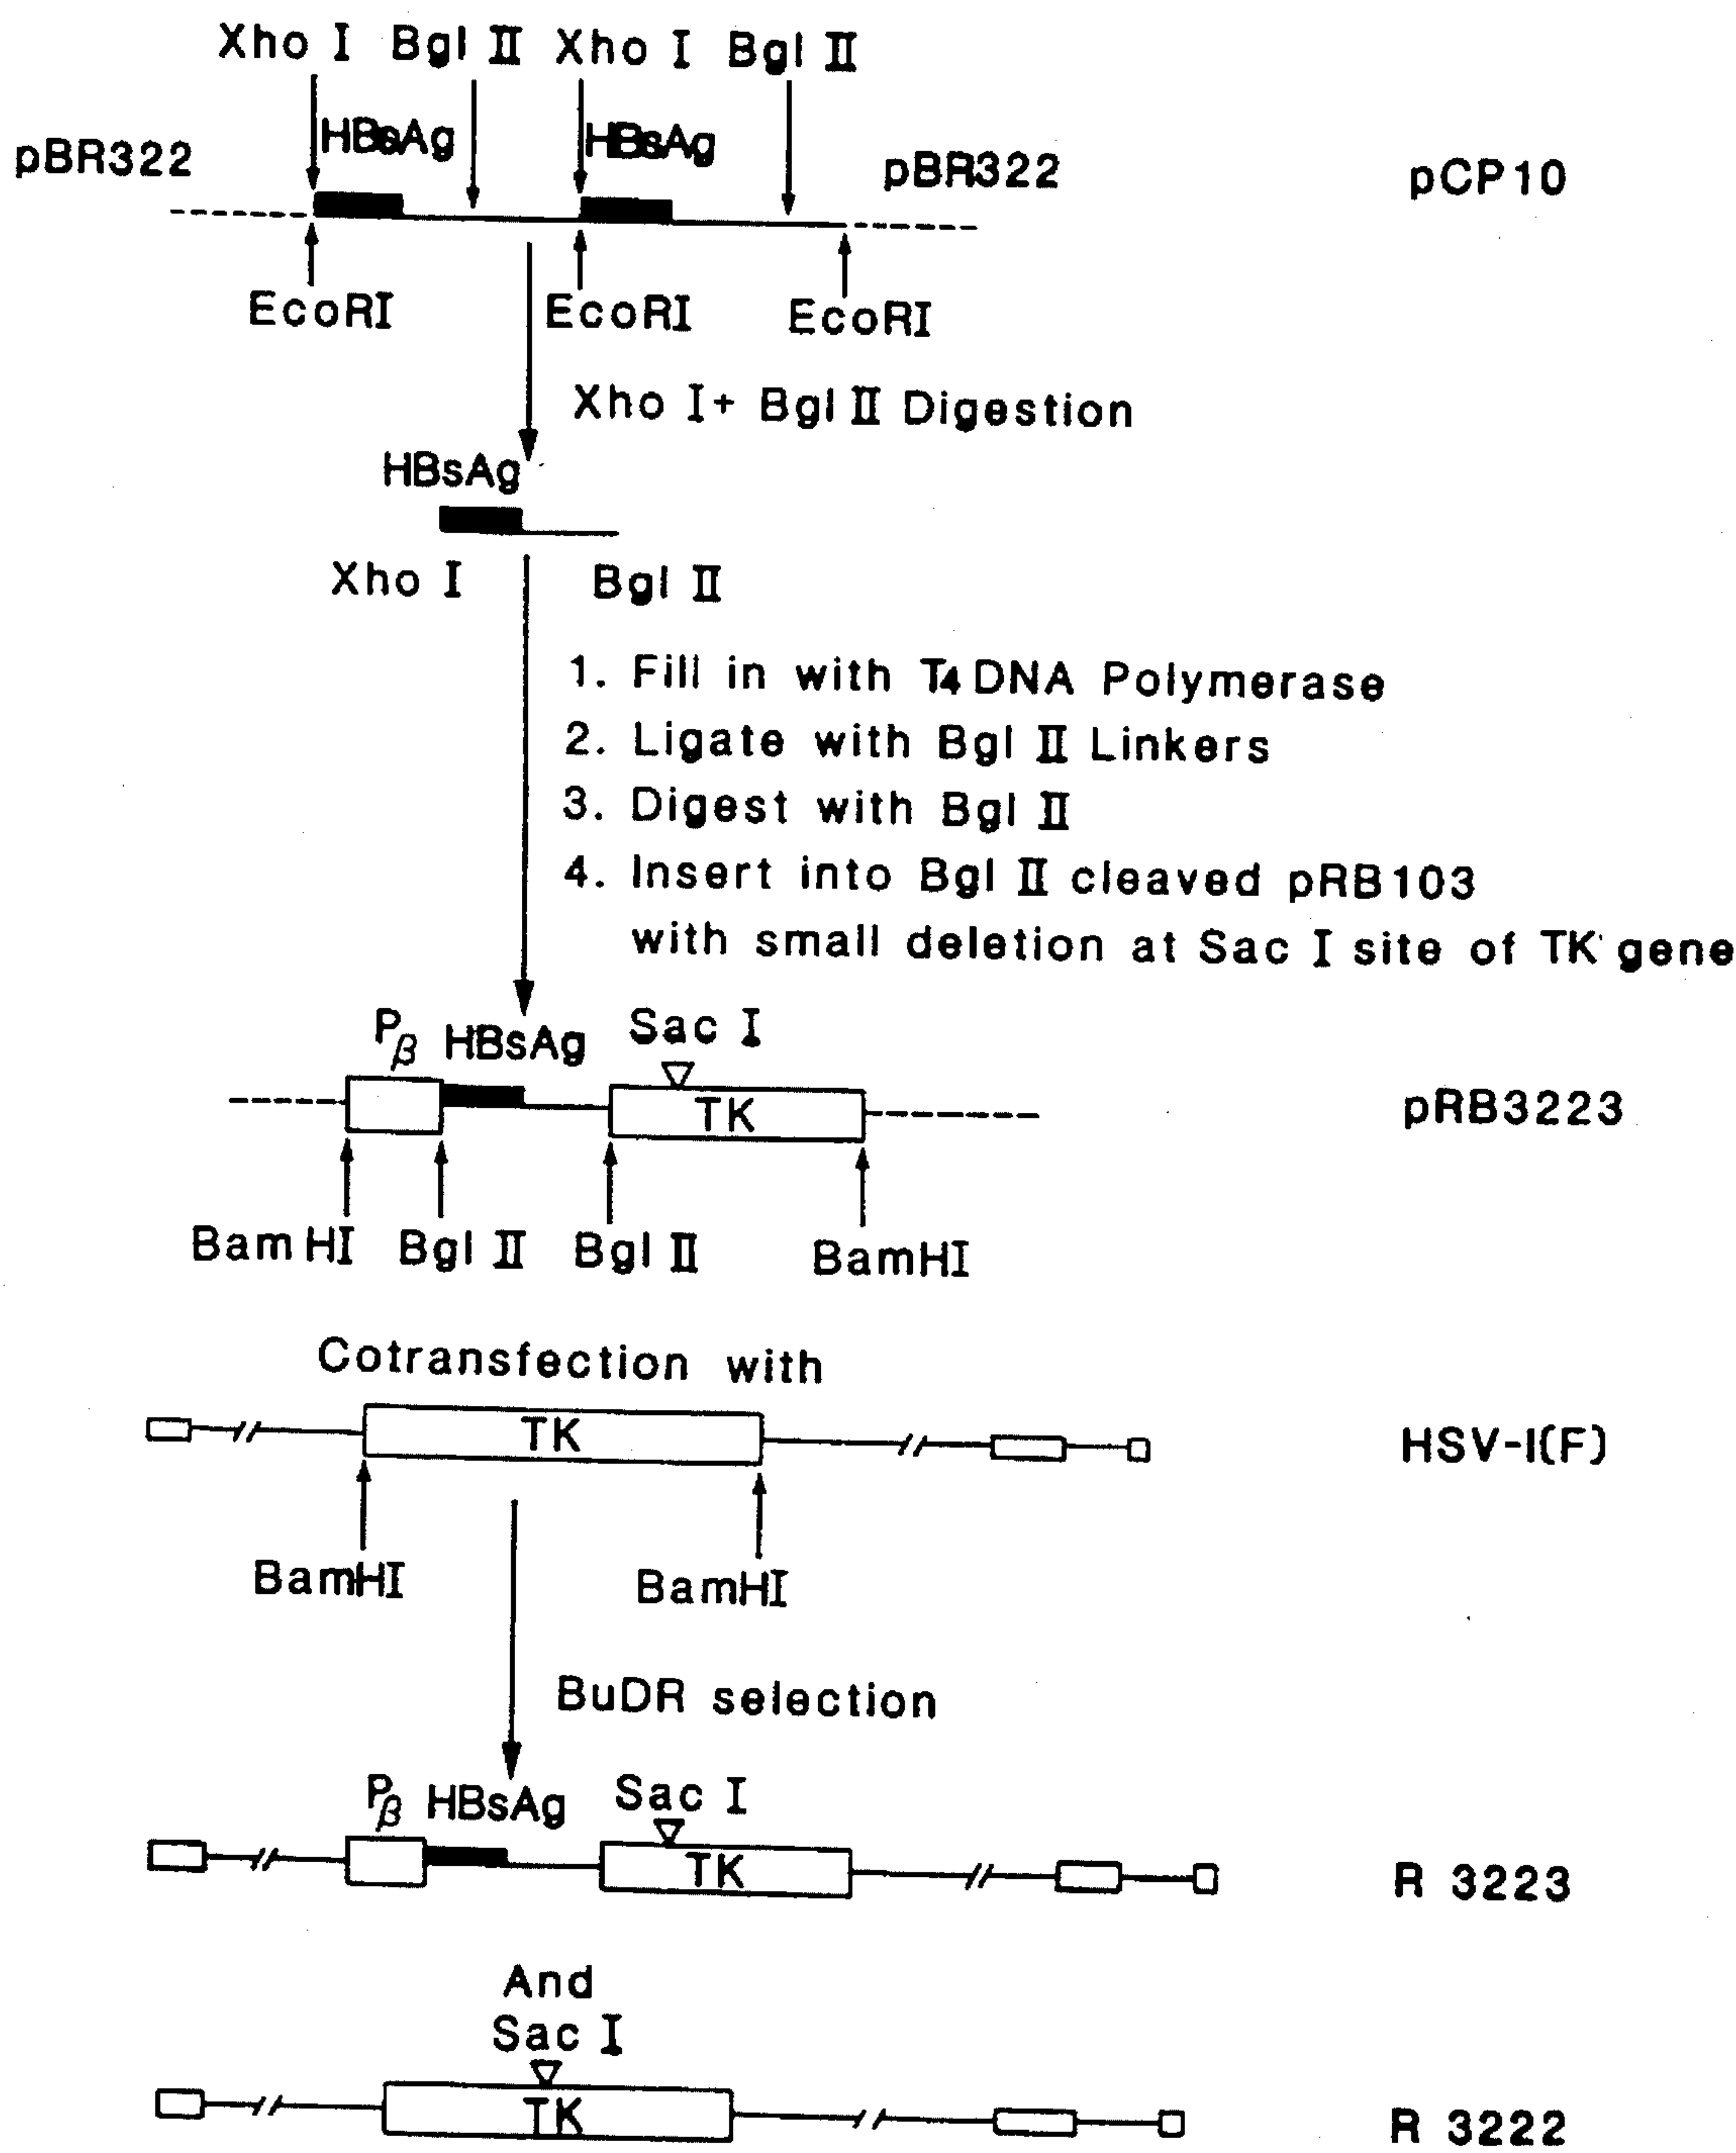 Xho I Bgl II Xho I Bgl II
HBsAg HBsAg
pBR322 pBR322 pCP10
EcoRI EcoRI EcoRI
Xho I + Bgl II Digestion
HBsAg
Xho I Bgl II
1. Fill in with T4 DNA Polymerase
2. Ligate with Bgl II Linkers
3. Digest with Bgl II
4. Insert into Bgl II cleaved pRB103
with small deletion at Sac I site of TK gene
Pβ HBsAg Sac I
TK pRB3223
BamHI Bgl II Bgl II BamHI
Cotransfection with
TK HSV-I(F)
BamHI BamHI
BuDR selection
Pβ HBsAg Sac I
TK R 3223
And
Sac I
TK R 3222